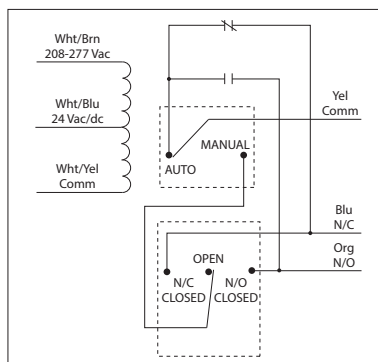 Wht/Brn
208-277 Vac
Wht/Blu
24 Vac/dc
Wht/Yel
Comm
Yel
Comm
MANUAL
AUTO
Blu
N/C
Org
N/O
OPEN
N/C
CLOSED
N/O
CLOSED